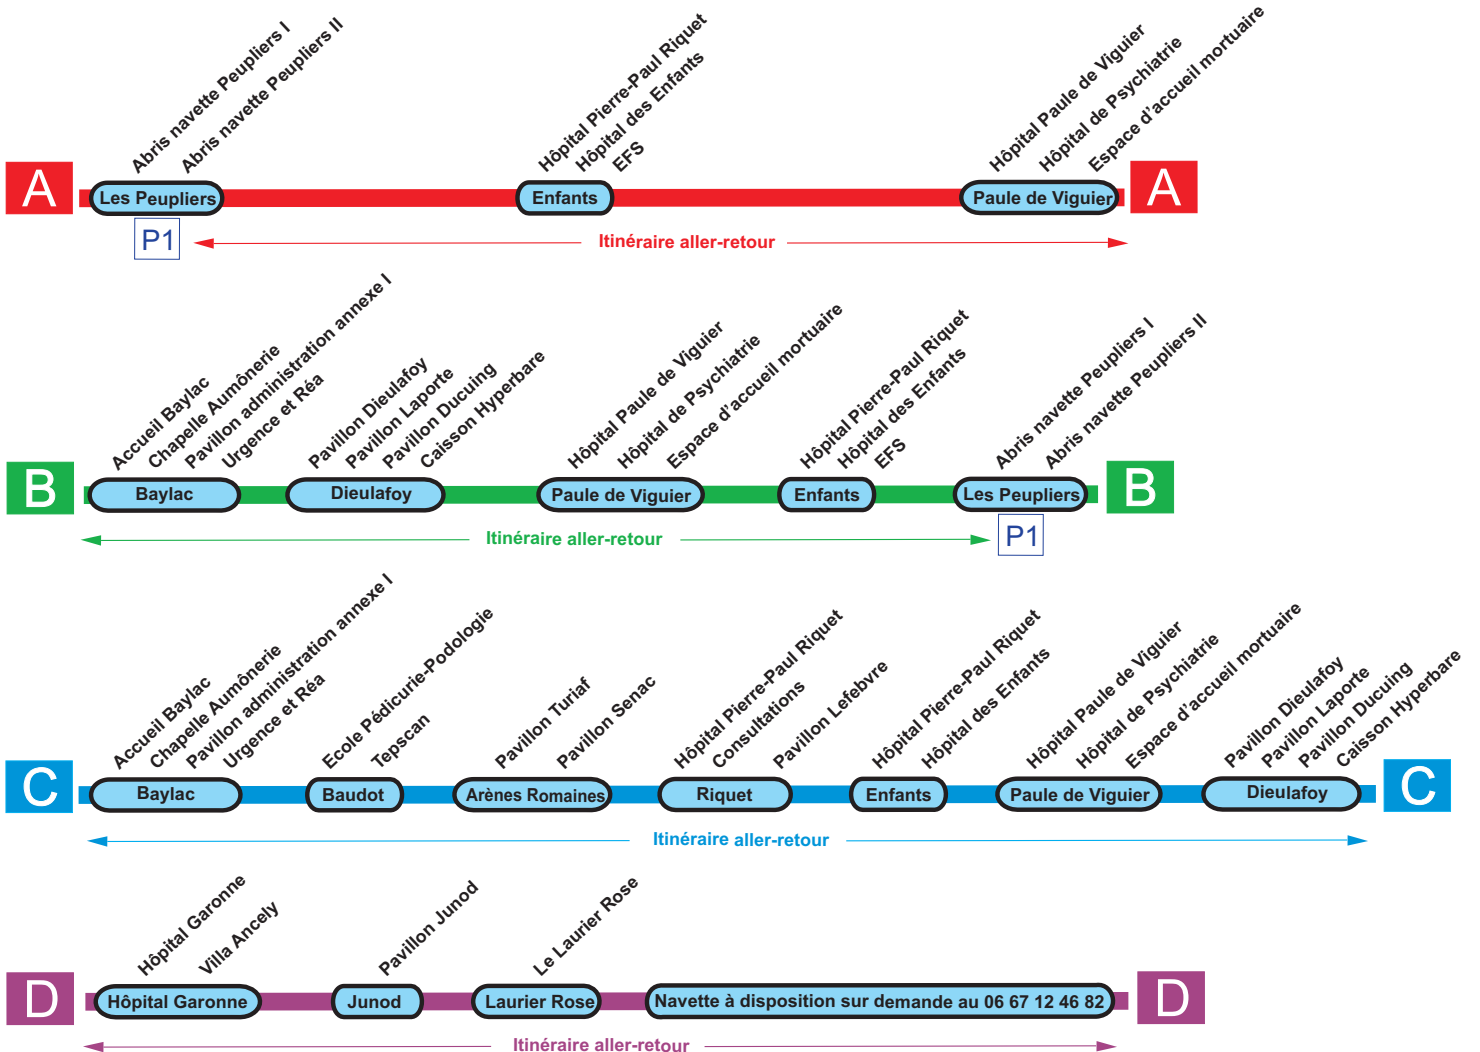 Abris navette Peupliers I
Abris navette Peupliers II
Hôpital Pierre-Paul Riquet
Hôpital des Enfants
EFS
Hôpital Paule de Viguier
Hôpital de Psychiatrie
Espace d'accueil mortuaire
A
Les Peupliers
Enfants
Paule de Viguier
A
P1
Itinéraire aller-retour
Accueil Baylac
Chapelle Aumônerie
Pavillon administration annexe I
Urgence et Réa
Pavillon Dieulafoy
Pavillon Laporte
Pavillon Ducuing
Caisson Hyperbare
Hôpital Paule de Viguier
Hôpital de Psychiatrie
Espace d'accueil mortuaire
Hôpital Pierre-Paul Riquet
Hôpital des Enfants
EFS
Abris navette Peupliers I
Abris navette Peupliers II
B
Baylac
Dieulafoy
Paule de Viguier
Enfants
Les Peupliers
B
Itinéraire aller-retour
P1
Accueil Baylac
Chapelle Aumônerie
Pavillon administration annexe I
Urgence et Réa
Ecole Pédicurie-Podologie
Tepscan
Pavillon Turiaf
Pavillon Senac
Hôpital Pierre-Paul Riquet
Consultations
Pavillon Lefebvre
Hôpital Pierre-Paul Riquet
Hôpital des Enfants
Hôpital Paule de Viguier
Hôpital de Psychiatrie
Espace d'accueil mortuaire
Pavillon Dieulafoy
Pavillon Laporte
Pavillon Ducuing
Caisson Hyperbare
C
Baylac
Baudot
Arènes Romaines
Riquet
Enfants
Paule de Viguier
Dieulafoy
C
Itinéraire aller-retour
Hôpital Garonne
Villa Ancely
Pavillon Junod
Le Laurier Rose
D
Hôpital Garonne
Junod
Laurier Rose
Navette à disposition sur demande au 06 67 12 46 82
D
Itinéraire aller-retour